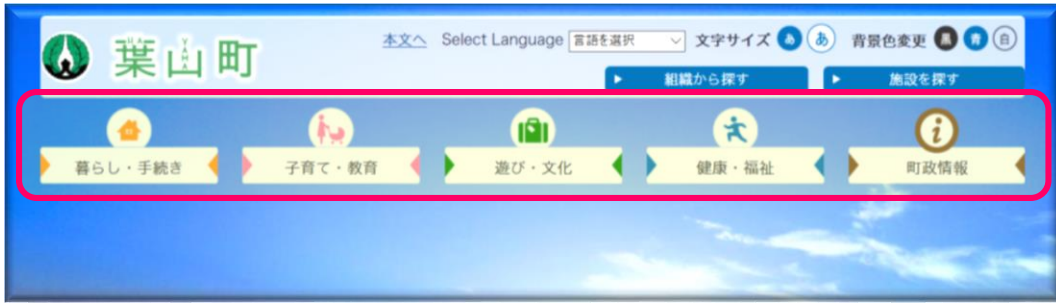 葉山町
HAYAMA
本文へ Select Language 言語を選択 文字サイズ あ あ 背景色変更 黒 青 白
組織から探す 施設を探す
暮らし・手続き 子育て・教育 遊び・文化 健康・福祉 町政情報